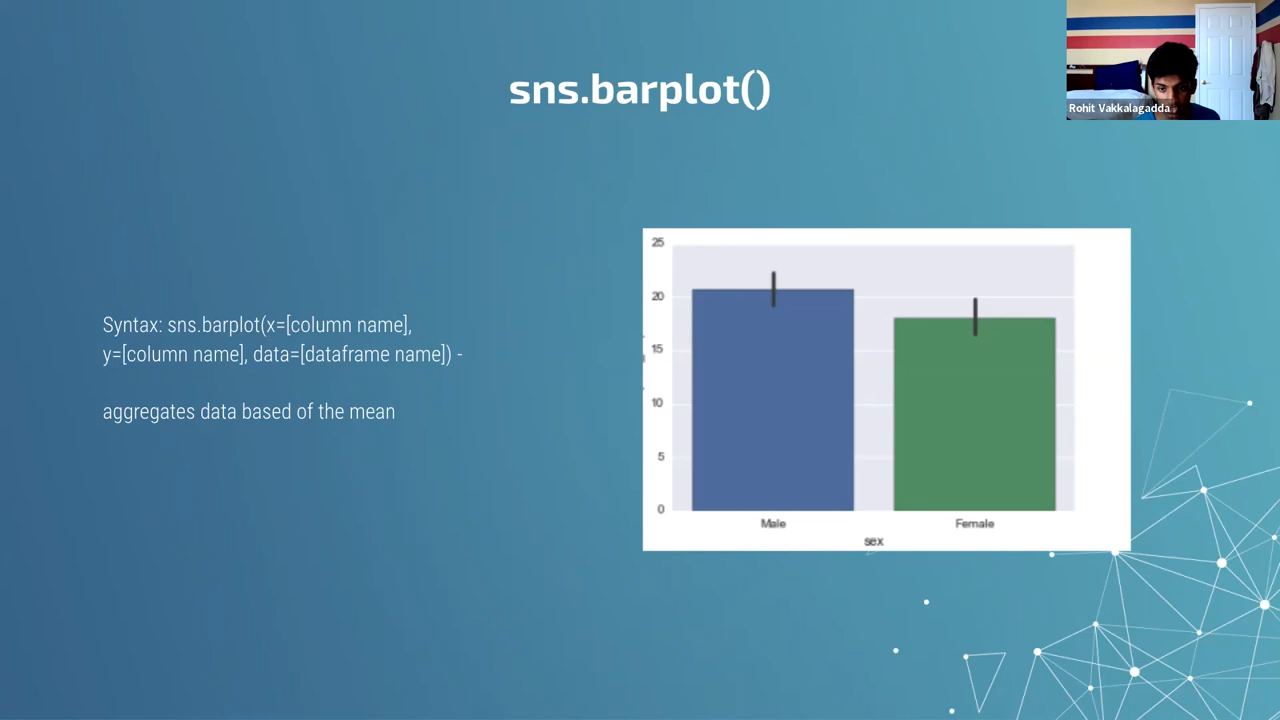 sns.barplot()
Rohit Vakkalagadda
Syntax: sns.barplot(x=[column name],
y=[column name], data=[dataframe name]) -
aggregates data based of the mean
25
20
15
10
5
0
Male Female
sex